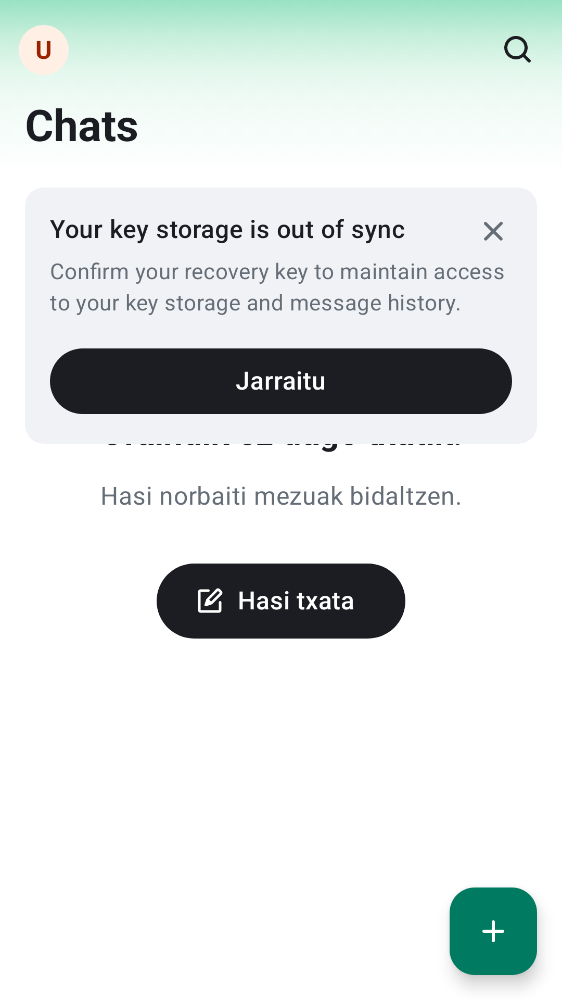 U
Chats
Your key storage is out of sync
Confirm your recovery key to maintain access
to your key storage and message history.
Jarraitu
Hasi norbaiti mezuak bidaltzen.
Hasi txata